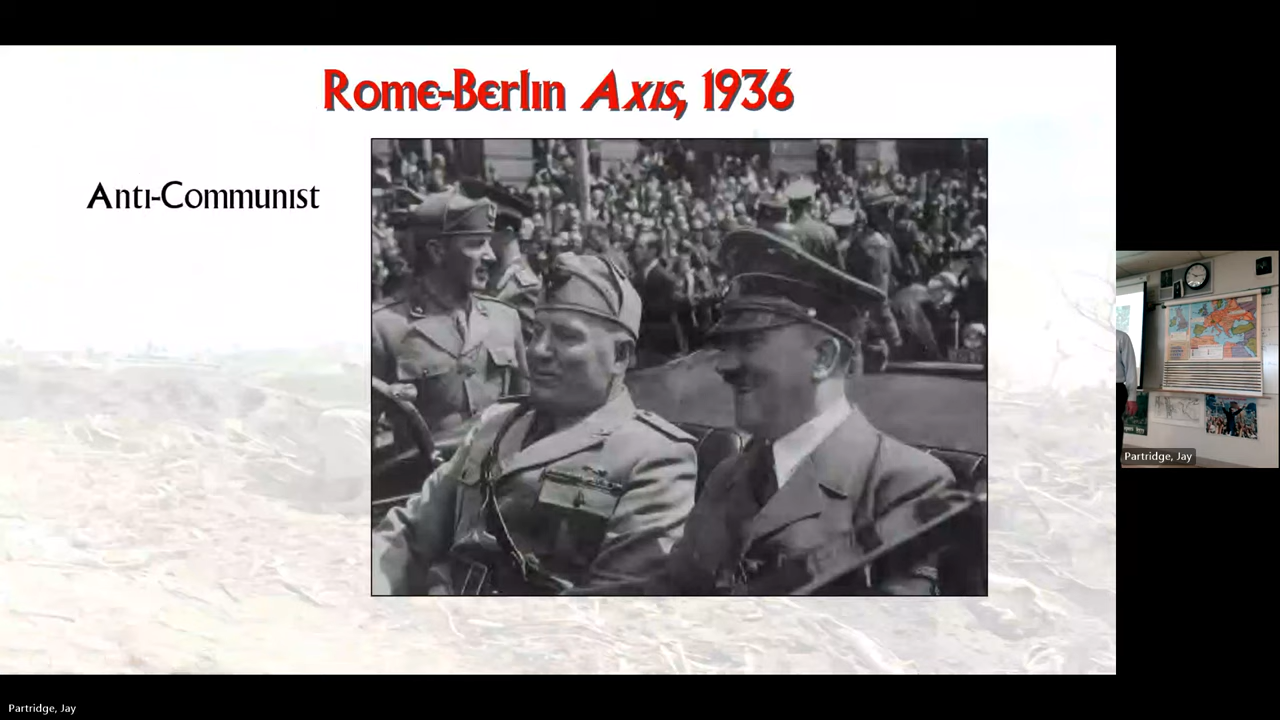 Rome-Berlin Axis, 1936
Anti-Communist
Partridge, Jay
Partridge, Jay